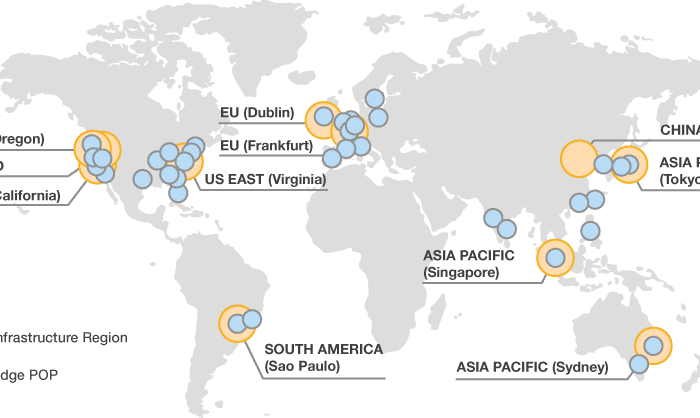 EU (Dublin)
CHINA
Oregon)
EU (Frankfurt)
ASIA
(Tokyo
California)
US EAST (Virginia)
ASIA PACIFIC
(Singapore)
nfrastructure Region
SOUTH AMERICA
(Sao Paulo)
ASIA PACIFIC (Sydney)
dge POP